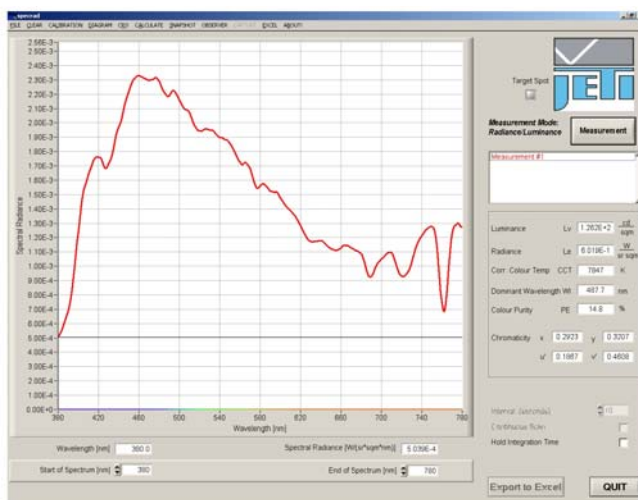 specrad
FILE CLEAR CALIBRATION DIAGRAM CRI CALCULATE SNAPSHOT OBSERVER EXCEL ABOUT!
2.56E-3
2.40E-3
2.30E-3
2.20E-3
2.10E-3
2.00E-3
1.90E-3
1.80E-3
1.70E-3
1.60E-3
1.50E-3
1.40E-3
1.30E-3
1.20E-3
1.10E-3
1.00E-3
9.00E-4
8.00E-4
7.00E-4
6.00E-4
5.00E-4
4.00E-4
3.00E-4
2.00E-4
1.00E-4
0.00E+0
Spectral Radiance
380 420 460 500 540 580 620 660 700 740 780
Wavelength [nm]
Wavelength [nm] 380.0 Spectral Radiance [W/(sr*sqm*nm)] 5.039E-4
Start of Spectrum [nm] 380 End of Spectrum [nm] 780
Target Spot
JETI
Measurement Mode:
Radiance/Luminance
Measurement
Measurement #1
Luminance Lv 1.262E+2 cd
sqm
Radiance Le 6.019E-1 W
sr sqm
Corr. Colour Temp CCT 7847 K
Dominant Wavelength Wl 487.7 nm
Colour Purity PE 14.8 %
Chromaticity x 0.2923 y 0.3207
u' 0.1867 v' 0.4608
Interval (seconds) 10
Continuous Run
Hold Integration Time
Export to Excel QUIT